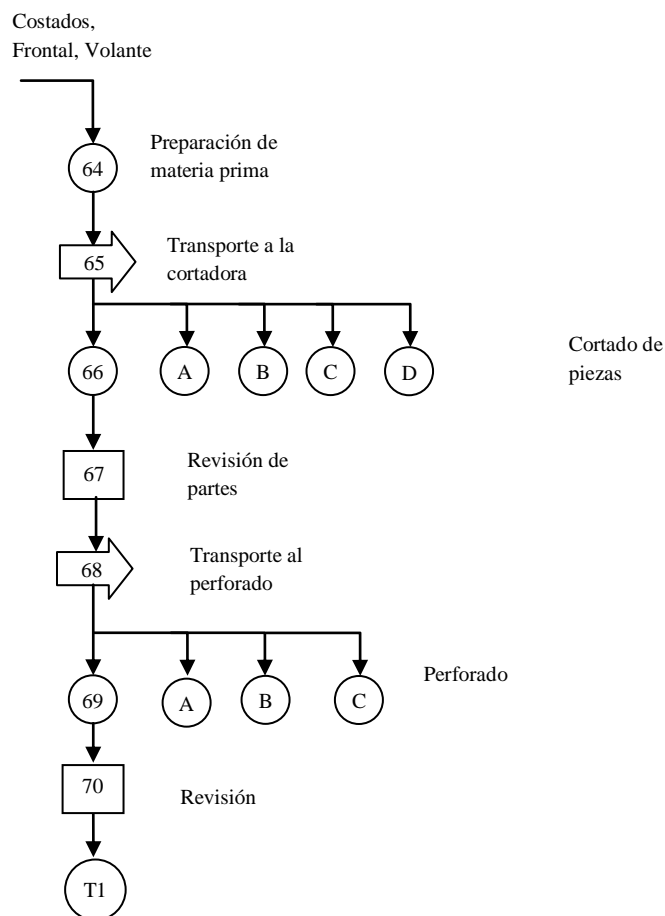 Costados,
Frontal, Volante
64
Preparación de
materia prima
65
Transporte a la
cortadora
66
A
B
C
D
Cortado de
piezas
67
Revisión de
partes
68
Transporte al
perforado
69
A
B
C
Perforado
70
Revisión
T1